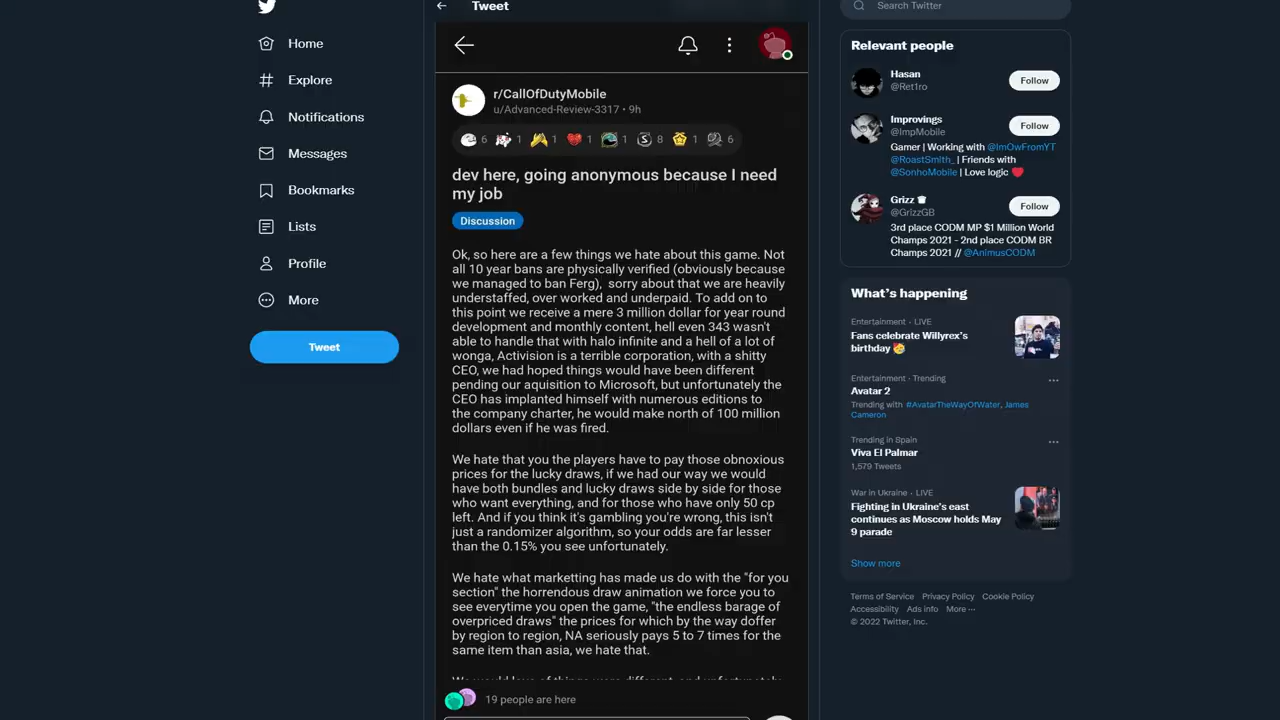 Home
Explore
Notifications
Messages
Bookmarks
Lists
Profile
More
Tweet
Tweet
r/CallOfDutyMobile
u/Advanced-Review-3317 • 9h
6 1 1 1 1 8 1 6
dev here, going anonymous because I need
my job
Discussion
Ok, so here are a few things we hate about this game. Not
all 10 year bans are physically verified (obviously because
we managed to ban Ferg), sorry about that we are heavily
understaffed, over worked and underpaid. To add on to
this point we receive a mere 3 million dollar for year round
development and monthly content, hell even 343 wasn't
able to handle that with halo infinite and a hell of a lot of
wonga, Activision is a terrible corporation, with a shitty
CEO, we had hoped things would have been different
pending our aquisition to Microsoft, but unfortunately the
CEO has implanted himself with numerous editions to
the company charter, he would make north of 100 million
dollars even if he was fired.
We hate that you the players have to pay those obnoxious
prices for the lucky draws, if we had our way we would
have both bundles and lucky draws side by side for those
who want everything, and for those who have only 50 cp
left. And if you think it's gambling you're wrong, this isn't
just a randomizer algorithm, so your odds are far lesser
than the 0.15% you see unfortunately.
We hate what marketting has made us do with the "for you
section" the horrendous draw animation we force you to
see everytime you open the game, "the endless barage of
overpriced draws" the prices for which by the way doffer
by region to region, NA seriously pays 5 to 7 times for the
same item than asia, we hate that.
19 people are here
Search Twitter
Relevant people
Hasan
@Ret1ro
Follow
Improvings
@ImpMobile
Follow
Gamer | Working with @ImOwFromYT
@RoastSmith_ | Friends with
@SonhoMobile | Love logic
Grizz
@GrizzGB
Follow
3rd place CODM MP $1 Million World
Champs 2021 - 2nd place CODM BR
Champs 2021 // @AnimusCODM
What's happening
Entertainment · LIVE
Fans celebrate Willyrex's
birthday
Entertainment · Trending
Avatar 2
Trending with #AvatarTheWayOfWater, James
Cameron
Trending in Spain
Viva El Palmar
1,579 Tweets
War in Ukraine · LIVE
Fighting in Ukraine's east
continues as Moscow holds May
9 parade
Show more
Terms of Service Privacy Policy Cookie Policy
Accessibility Ads info More ···
© 2022 Twitter, Inc.